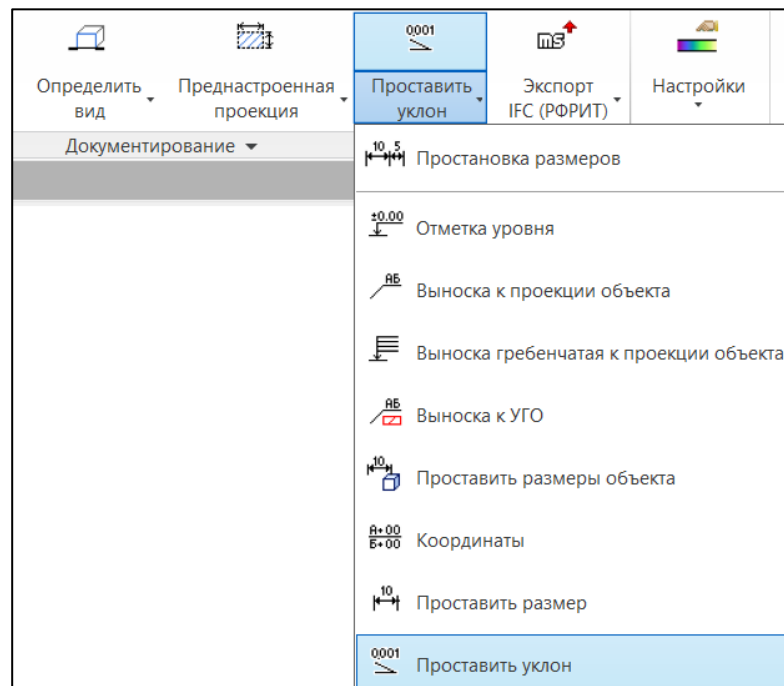 0,001
ms
Определить вид
Преднастроенная проекция
Проставить уклон
Экспорт IFC (РФРИТ)
Настройки
Документирование
10 5
Простановка размеров
±0.00
Отметка уровня
АБ
Выноска к проекции объекта
Выноска гребенчатая к проекции объекта
АБ
Выноска к УГО
10
Проставить размеры объекта
А+00
Б+00
Координаты
10
Проставить размер
0,001
Проставить уклон